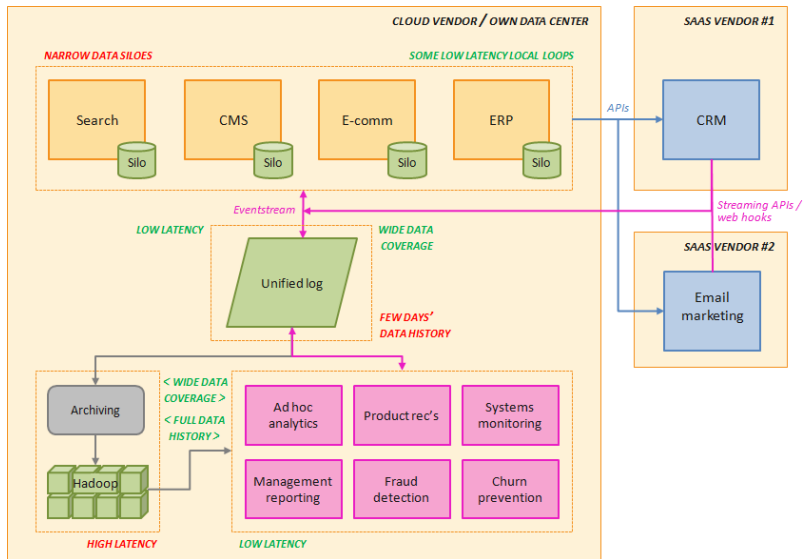 CLOUD VENDOR / OWN DATA CENTER
SAAS VENDOR #1
NARROW DATA SILOES
SOME LOW LATENCY LOCAL LOOPS
Search
Silo
CMS
Silo
E-comm
Silo
ERP
Silo
APIs
CRM
Eventstream
Streaming APIs /
web hooks
LOW LATENCY
WIDE DATA
COVERAGE
SAAS VENDOR #2
Unified log
Email
marketing
FEW DAYS'
DATA HISTORY
Archiving
< WIDE DATA
COVERAGE >
< FULL DATA
HISTORY >
Ad hoc
analytics
Product rec's
Systems
monitoring
Hadoop
Management
reporting
Fraud
detection
Churn
prevention
HIGH LATENCY
LOW LATENCY